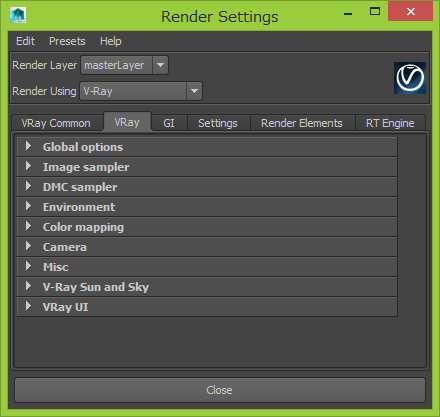 Render Settings
Edit Presets Help
Render Layer masterLayer
Render Using V-Ray
VRay Common VRay GI Settings Render Elements RT Engine
Global options
Image sampler
DMC sampler
Environment
Color mapping
Camera
Misc
V-Ray Sun and Sky
VRay UI
Close